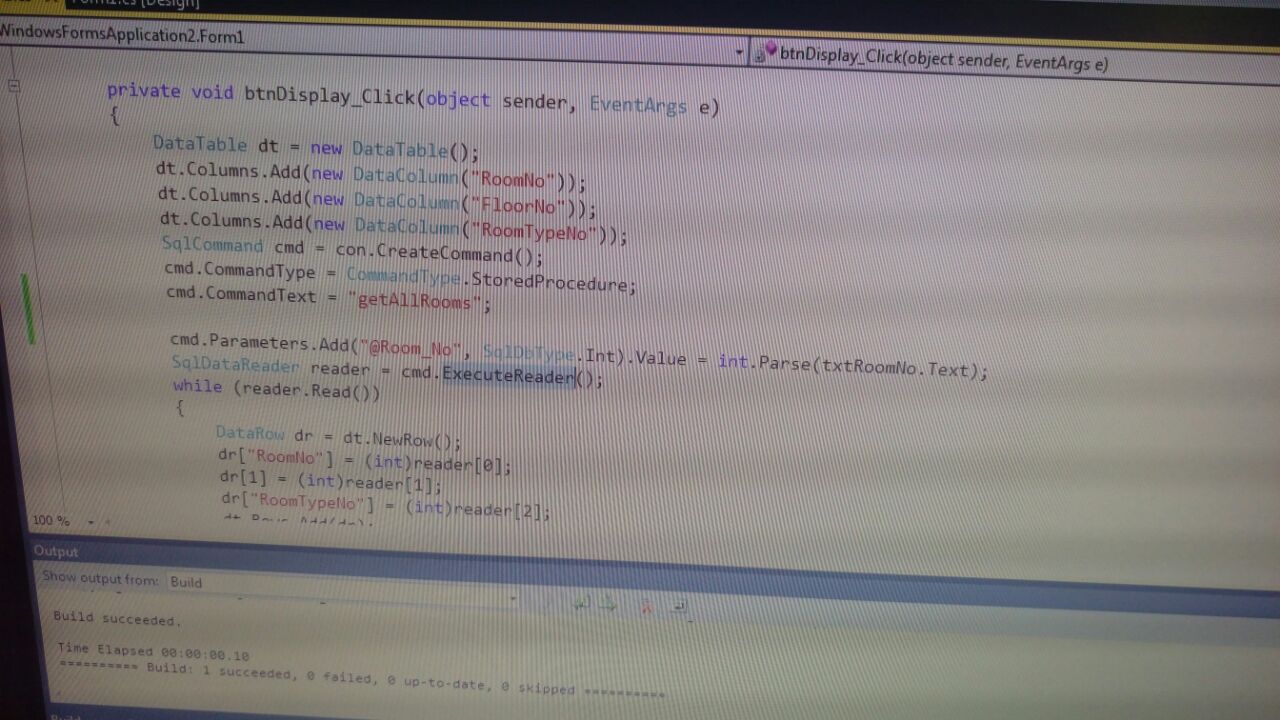 Form1.cs [Design]
WindowsFormsApplication2.Form1
btnDisplay_Click(object sender, EventArgs e)
private void btnDisplay_Click(object sender, EventArgs e)
{
DataTable dt = new DataTable();
dt.Columns.Add(new DataColumn("RoomNo"));
dt.Columns.Add(new DataColumn("FloorNo"));
dt.Columns.Add(new DataColumn("RoomTypeNo"));
SqlCommand cmd = con.CreateCommand();
cmd.CommandType = CommandType.StoredProcedure;
cmd.CommandText = "getAllRooms";
cmd.Parameters.Add("@Room_No", SqlDbType.Int).Value = int.Parse(txtRoomNo.Text);
SqlDataReader reader = cmd.ExecuteReader();
while (reader.Read())
{
DataRow dr = dt.NewRow();
dr["RoomNo"] = (int)reader[0];
dr[1] = (int)reader[1];
dr["RoomTypeNo"] = (int)reader[2];
100 %
Output
Show output from: Build
Build succeeded.
Time Elapsed 00:00:00.10
========== Build: 1 succeeded, 0 failed, 0 up-to-date, 0 skipped ==========